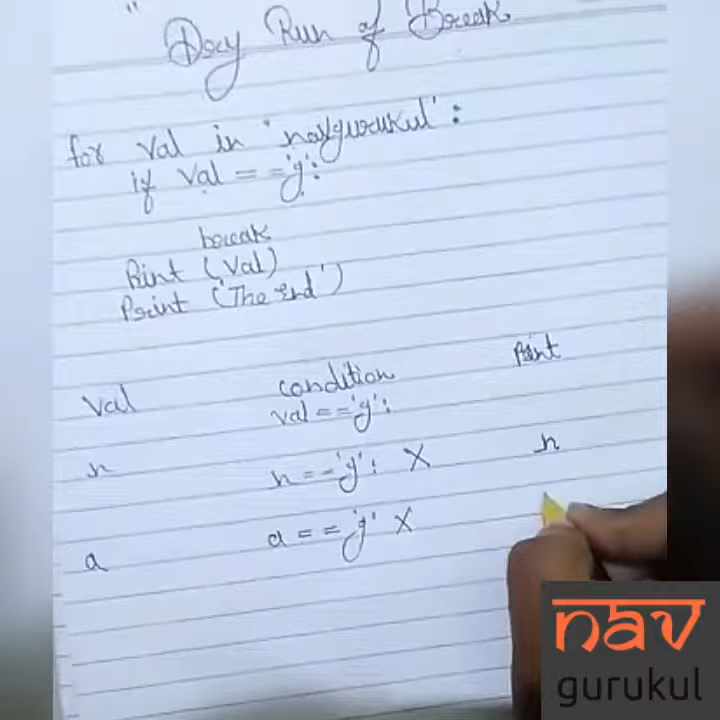 "
Dry Run of Break
for val in 'navgurukul':
if val == 'g':
break
Print (val)
Print ('The End')
Val condition Print
val == 'g':
n n == 'g': X n
a a == 'g' X
nav
gurukul